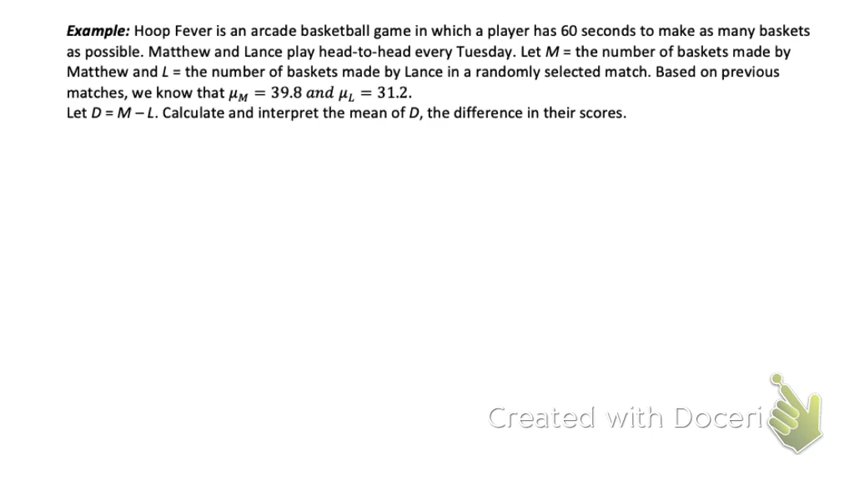 Example: Hoop Fever is an arcade basketball game in which a player has 60 seconds to make as many baskets
as possible. Matthew and Lance play head-to-head every Tuesday. Let M = the number of baskets made by
Matthew and L = the number of baskets made by Lance in a randomly selected match. Based on previous
matches, we know that μ_M = 39.8 and μ_L = 31.2.
Let D = M – L. Calculate and interpret the mean of D, the difference in their scores.
Created with Doceri